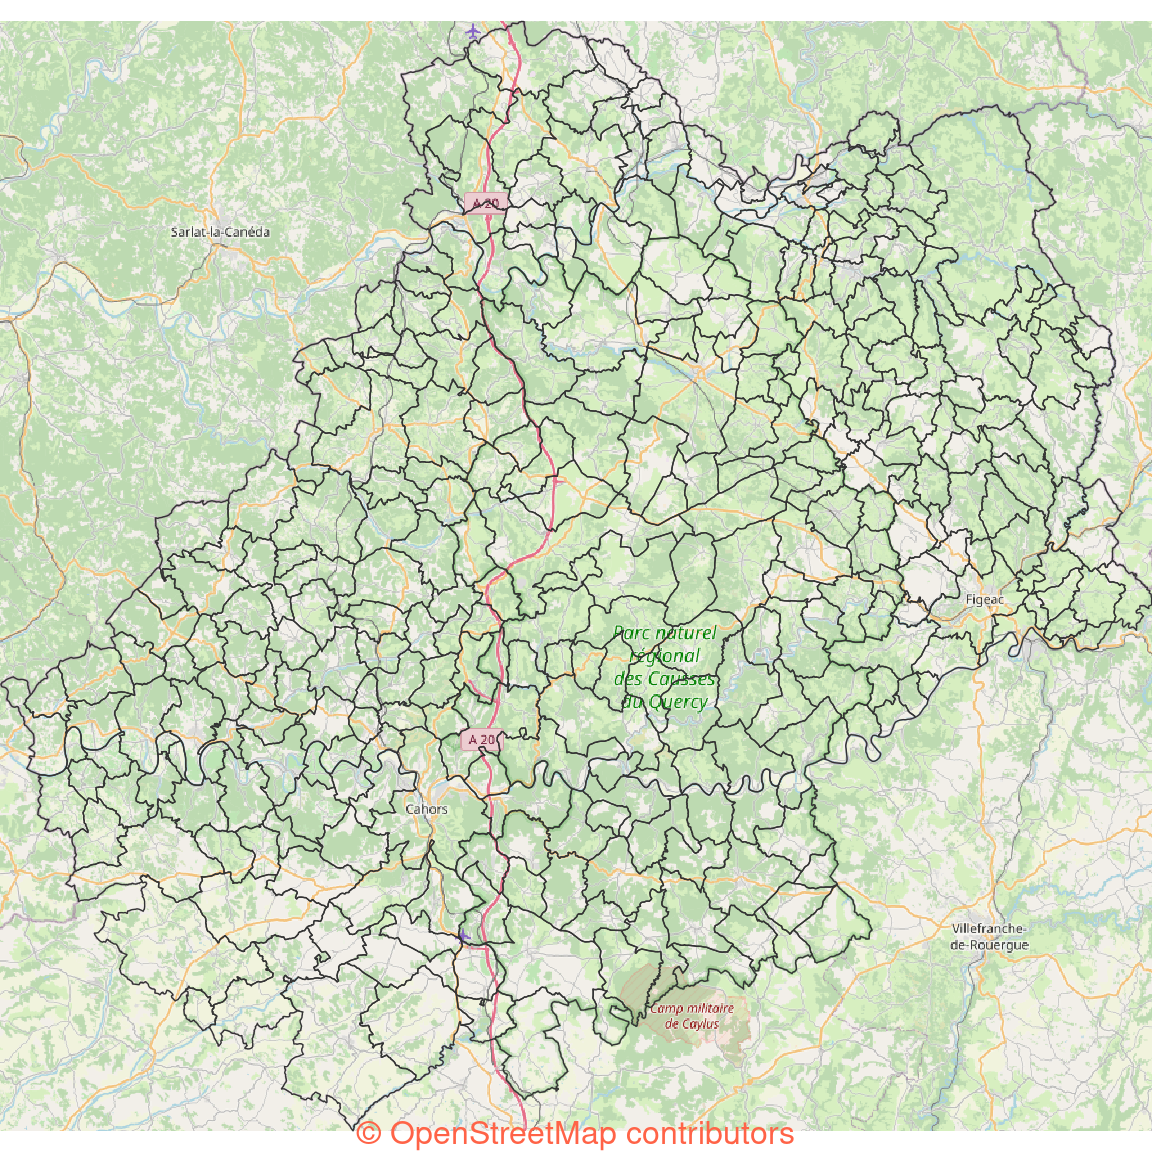 A 20
Sarlat-la-Canéda
Figeac
Parc naturel
régional
des Causses
du Quercy
A 20
Cahors
Villefranche-
de-Rouergue
Camp militaire
de Caylus
© OpenStreetMap contributors